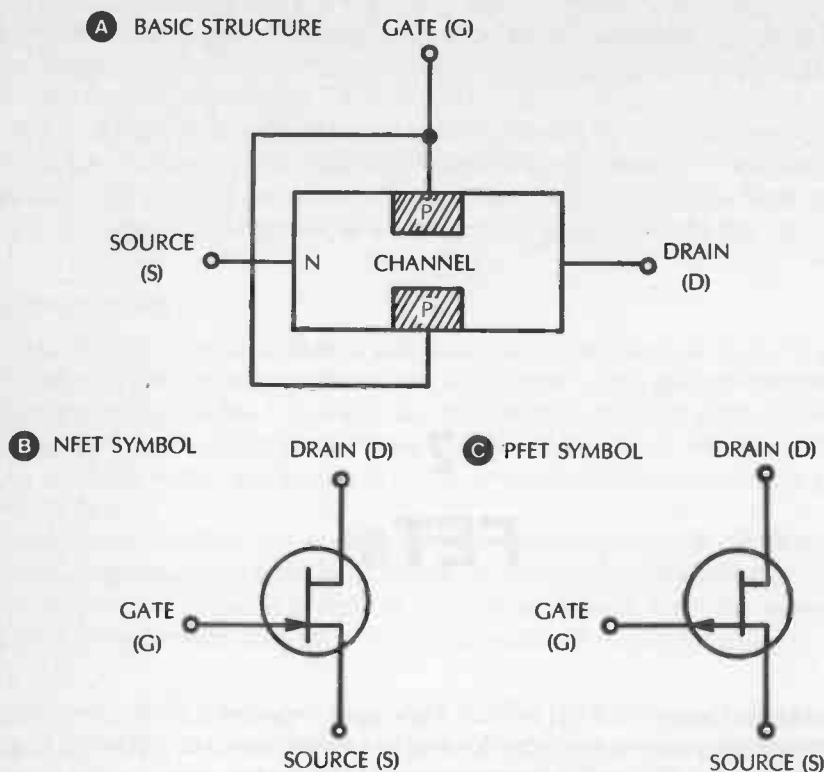 A BASIC STRUCTURE
GATE (G)
P
SOURCE
(S)
N
CHANNEL
DRAIN
(D)
P
B NFET SYMBOL
DRAIN (D)
GATE
(G)
SOURCE (S)
C PFET SYMBOL
DRAIN (D)
GATE
(G)
SOURCE (S)